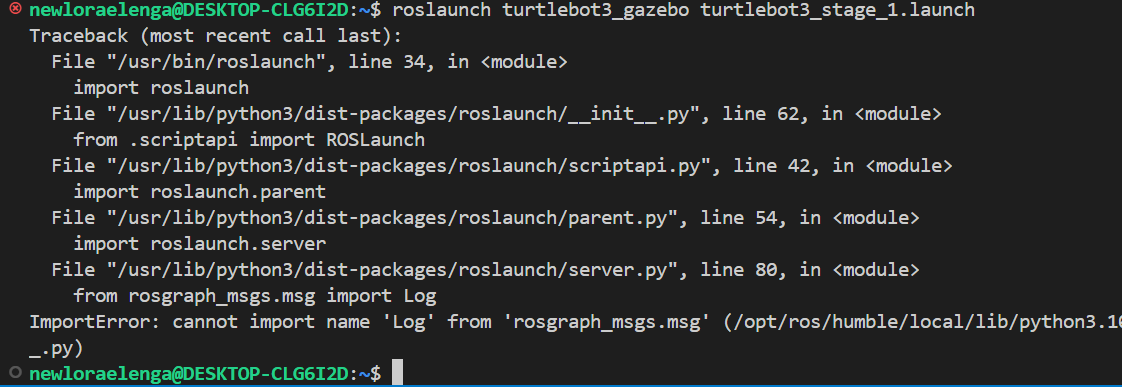 newloraelenga@DESKTOP-CLG6I2D:~$ roslaunch turtlebot3_gazebo turtlebot3_stage_1.launch
Traceback (most recent call last):
  File "/usr/bin/roslaunch", line 34, in <module>
    import roslaunch
  File "/usr/lib/python3/dist-packages/roslaunch/__init__.py", line 62, in <module>
    from .scriptapi import ROSLaunch
  File "/usr/lib/python3/dist-packages/roslaunch/scriptapi.py", line 42, in <module>
    import roslaunch.parent
  File "/usr/lib/python3/dist-packages/roslaunch/parent.py", line 54, in <module>
    import roslaunch.server
  File "/usr/lib/python3/dist-packages/roslaunch/server.py", line 80, in <module>
    from rosgraph_msgs.msg import Log
ImportError: cannot import name 'Log' from 'rosgraph_msgs.msg' (/opt/ros/humble/local/lib/python3.10
_.py)
newloraelenga@DESKTOP-CLG6I2D:~$